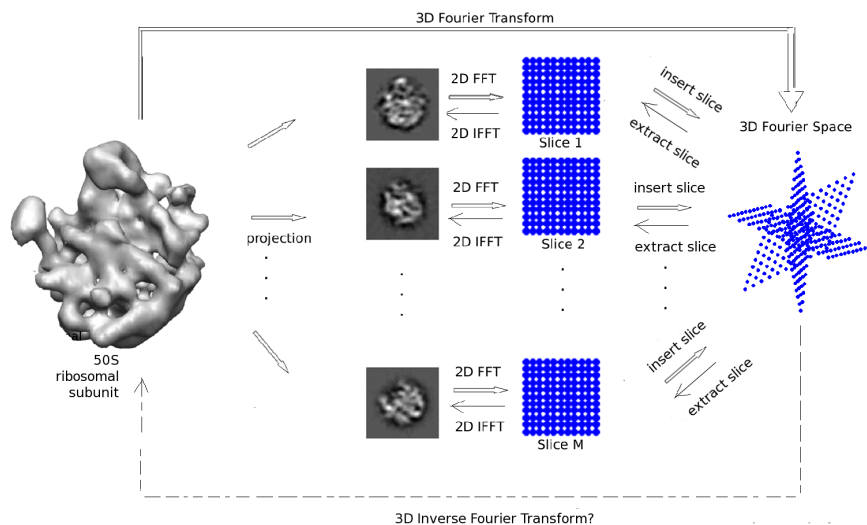 3D Fourier Transform
2D FFT
2D IFFT
Slice 1
insert slice
extract slice
3D Fourier Space
projection
2D FFT
2D IFFT
Slice 2
insert slice
extract slice
50S
ribosomal
subunit
2D FFT
2D IFFT
Slice M
insert slice
extract slice
3D Inverse Fourier Transform?